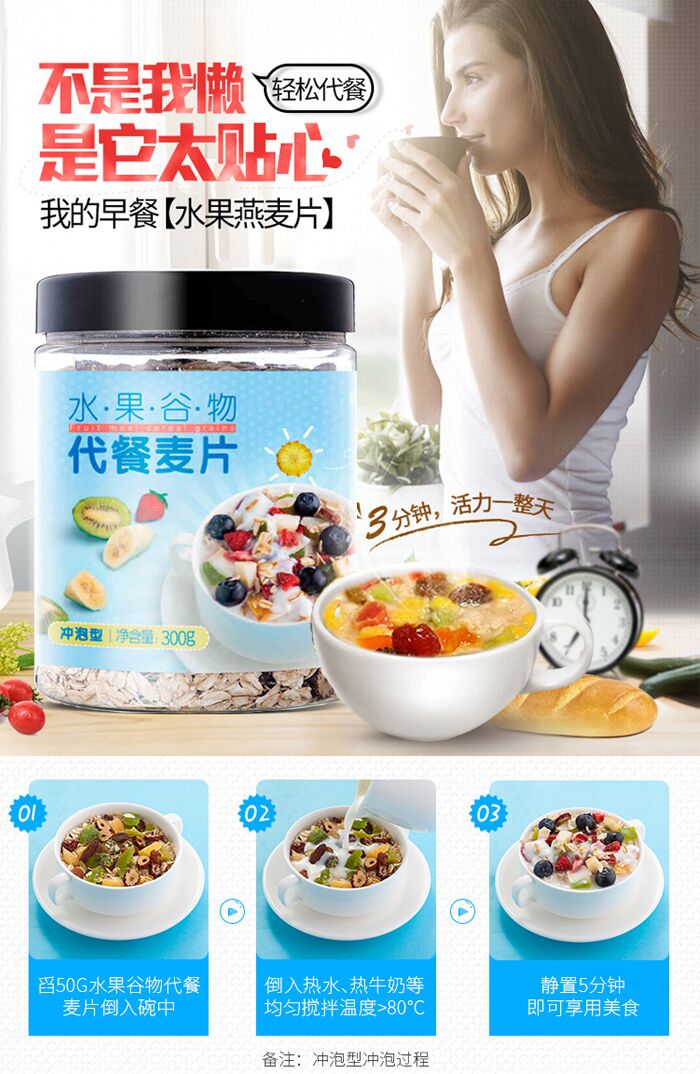 不是我懒
轻松代餐
是它太贴心
我的早餐【水果燕麦片】
水·果·谷·物
Fruit meal cereal grains
代餐麦片
冲泡型 | 净含量: 300g
3分钟，活力一整天
01
02
03
舀50G水果谷物代餐
麦片倒入碗中
倒入热水、热牛奶等
均匀搅拌温度>80°C
静置5分钟
即可享用美食
备注：冲泡型冲泡过程